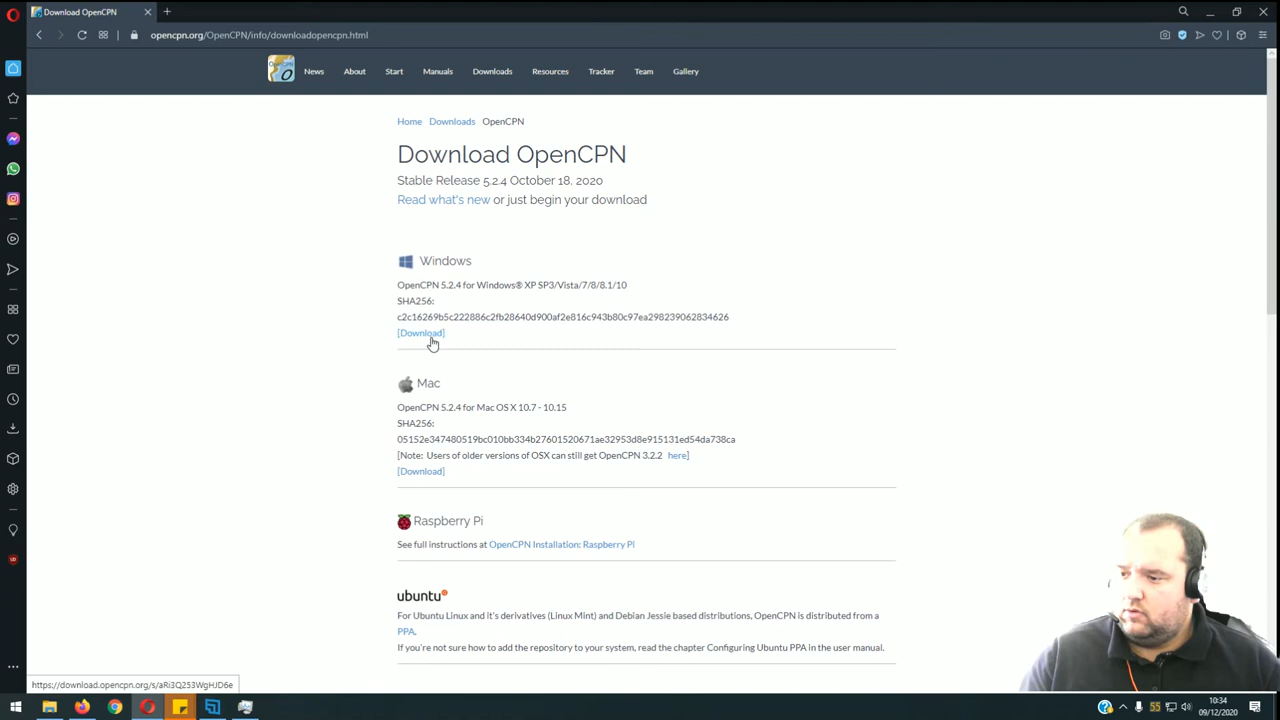 Download OpenCPN
opencpn.org/OpenCPN/info/downloadopencpn.html
News About Start Manuals Downloads Resources Tracker Team Gallery
Home Downloads OpenCPN
Download OpenCPN
Stable Release 5.2.4 October 18, 2020
Read what's new or just begin your download
Windows
OpenCPN 5.2.4 for Windows® XP SP3/Vista/7/8/8.1/10
SHA256:
c2c16269b5c222886c2fb28640d900af2e816c943b80c97ea298239062834626
[Download]
Mac
OpenCPN 5.2.4 for Mac OS X 10.7 - 10.15
SHA256:
05152e347480519bc010bb334b27601520671ae32953d8e915131ed54da738ca
[Note: Users of older versions of OSX can still get OpenCPN 3.2.2 here]
[Download]
Raspberry Pi
See full instructions at OpenCPN Installation: Raspberry Pi
ubuntu
For Ubuntu Linux and it's derivatives (Linux Mint) and Debian Jessie based distributions, OpenCPN is distributed from a
PPA.
If you're not sure how to add the repository to your system, read the chapter Configuring Ubuntu PPA in the user manual.
https://download.opencpn.org/s/aRi3Q253WgHJD6e
55
10:34
09/12/2020